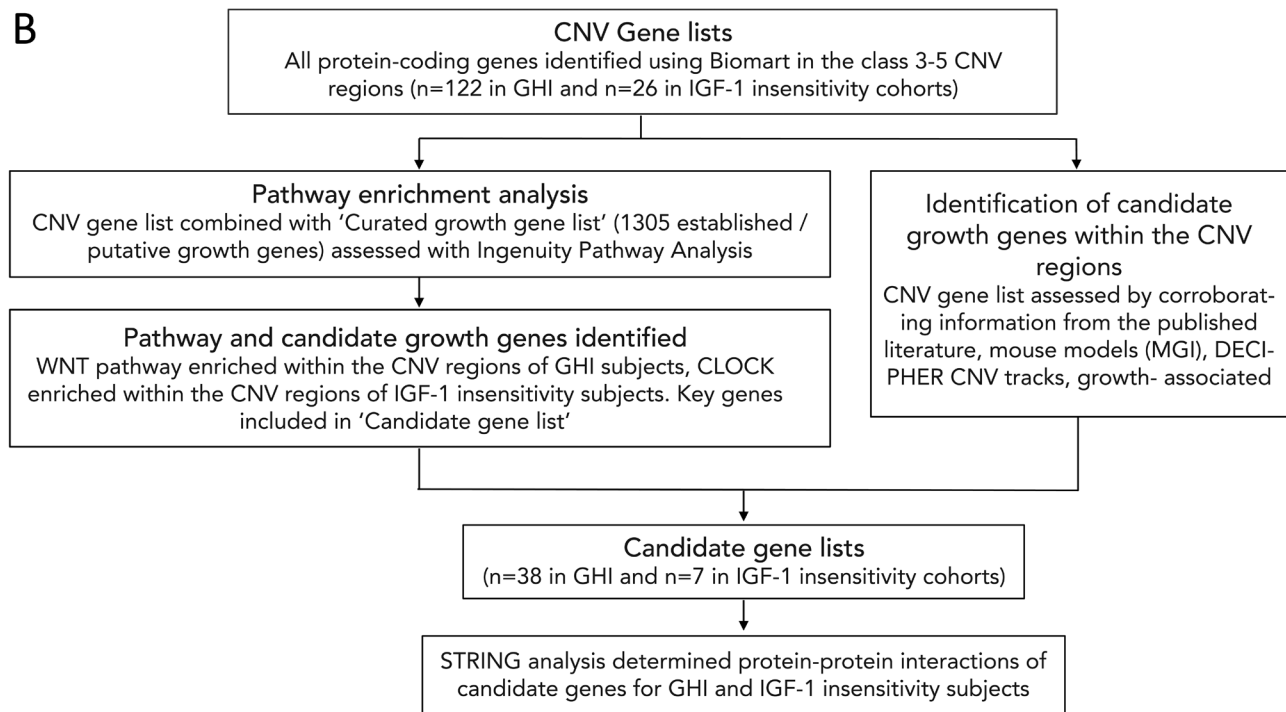 B
CNV Gene lists
All protein-coding genes identified using Biomart in the class 3-5 CNV
regions (n=122 in GHI and n=26 in IGF-1 insensitivity cohorts)
Pathway enrichment analysis
CNV gene list combined with ‘Curated growth gene list’ (1305 established /
putative growth genes) assessed with Ingenuity Pathway Analysis
Pathway and candidate growth genes identified
WNT pathway enriched within the CNV regions of GHI subjects, CLOCK
enriched within the CNV regions of IGF-1 insensitivity subjects. Key genes
included in ‘Candidate gene list’
Identification of candidate
growth genes within the CNV
regions
CNV gene list assessed by corroborat-
ing information from the published
literature, mouse models (MGI), DECI-
PHER CNV tracks, growth- associated
Candidate gene lists
(n=38 in GHI and n=7 in IGF-1 insensitivity cohorts)
STRING analysis determined protein-protein interactions of
candidate genes for GHI and IGF-1 insensitivity subjects